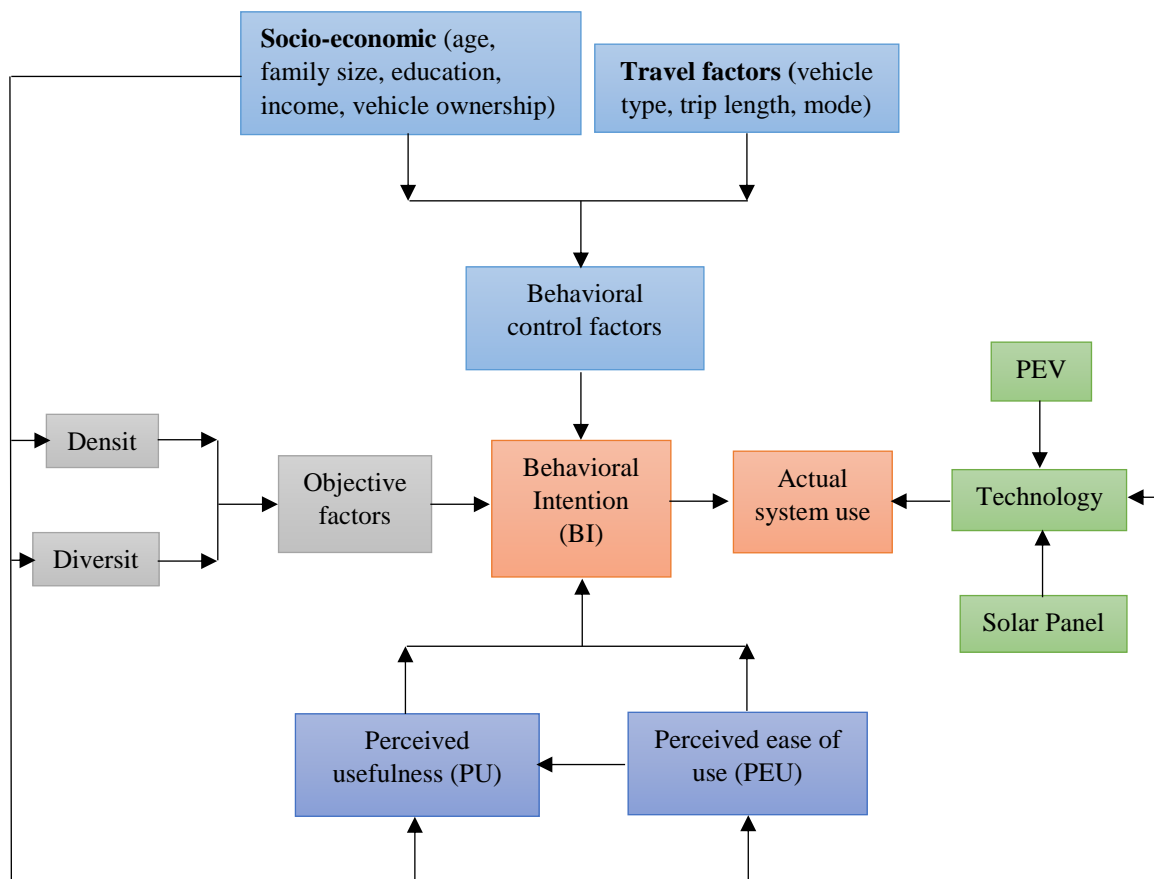 Socio-economic (age,
family size, education,
income, vehicle ownership)
Travel factors (vehicle
type, trip length, mode)
Behavioral
control factors
PEV
Densit
Objective
factors
Behavioral
Intention
(BI)
Actual
system use
Technology
Diversit
Solar Panel
Perceived
usefulness (PU)
Perceived ease of
use (PEU)